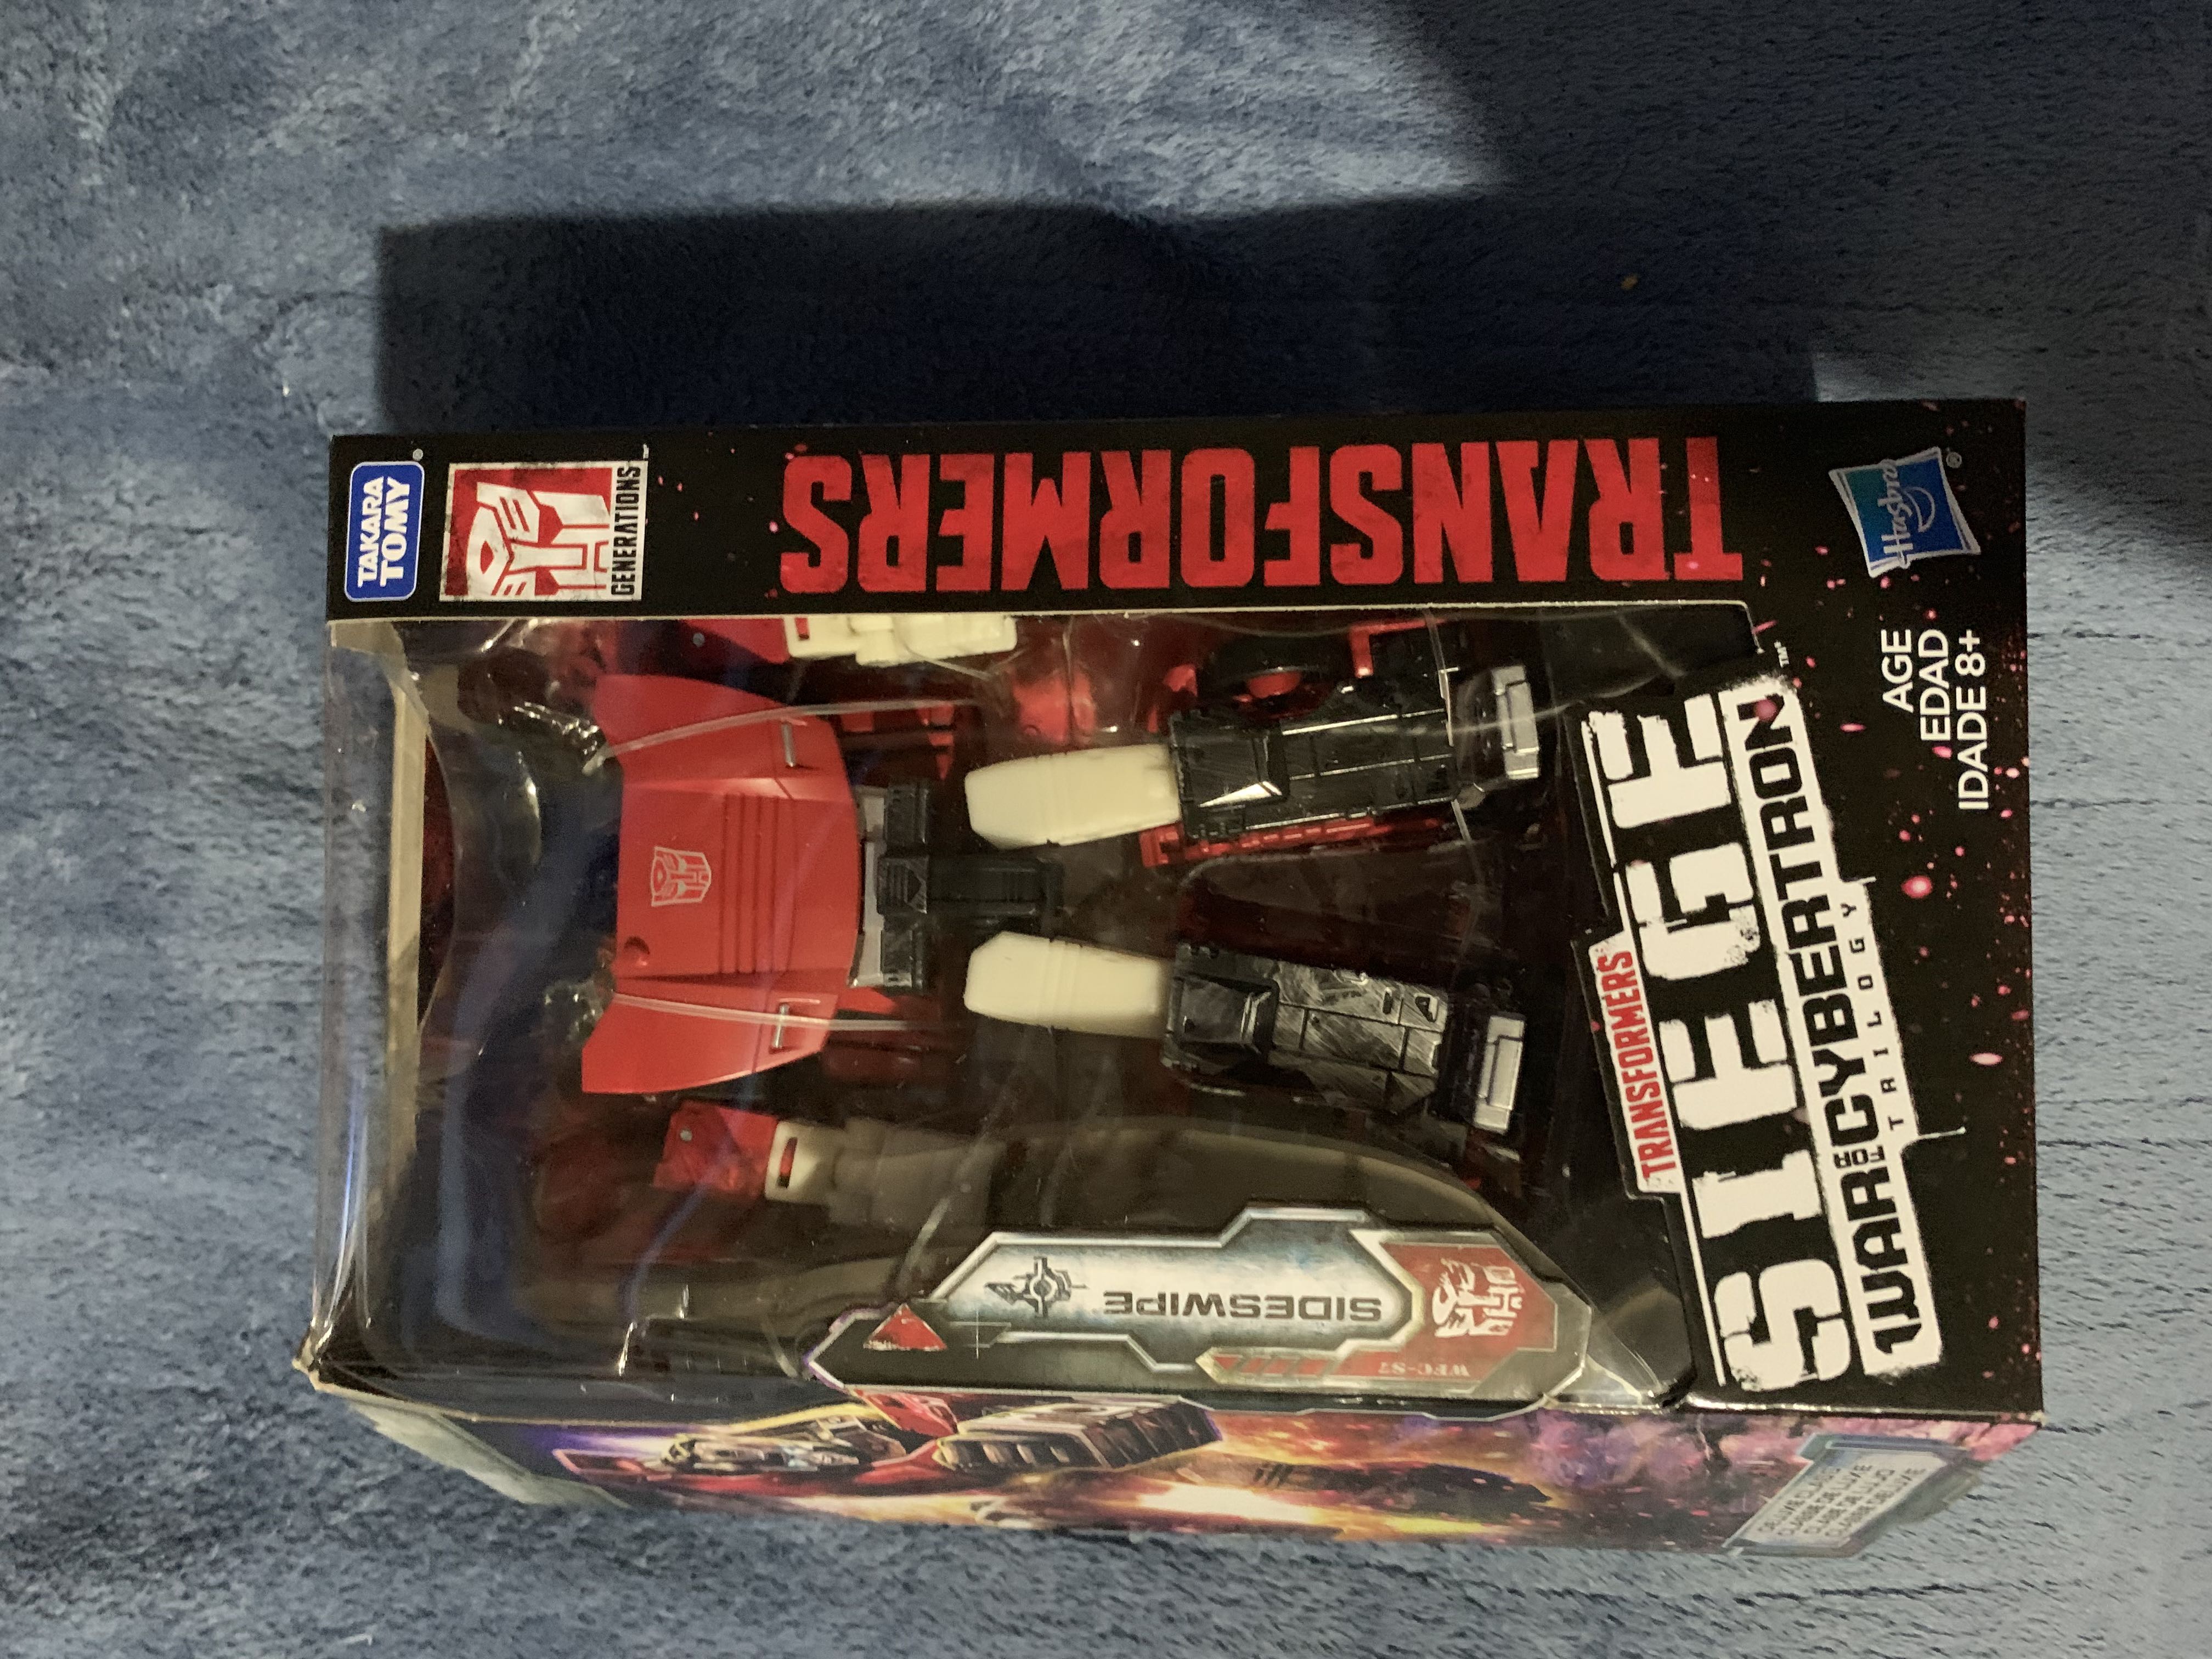 TAKARA
TOMY
GENERATIONS
TRANSFORMERS
Hasbro
AGE
EDAD
IDADE 8+
TRANSFORMERS
SIEGE
WAR FOR CYBERTRON
TRILOGY
SIDESWIPE
WFC-S7